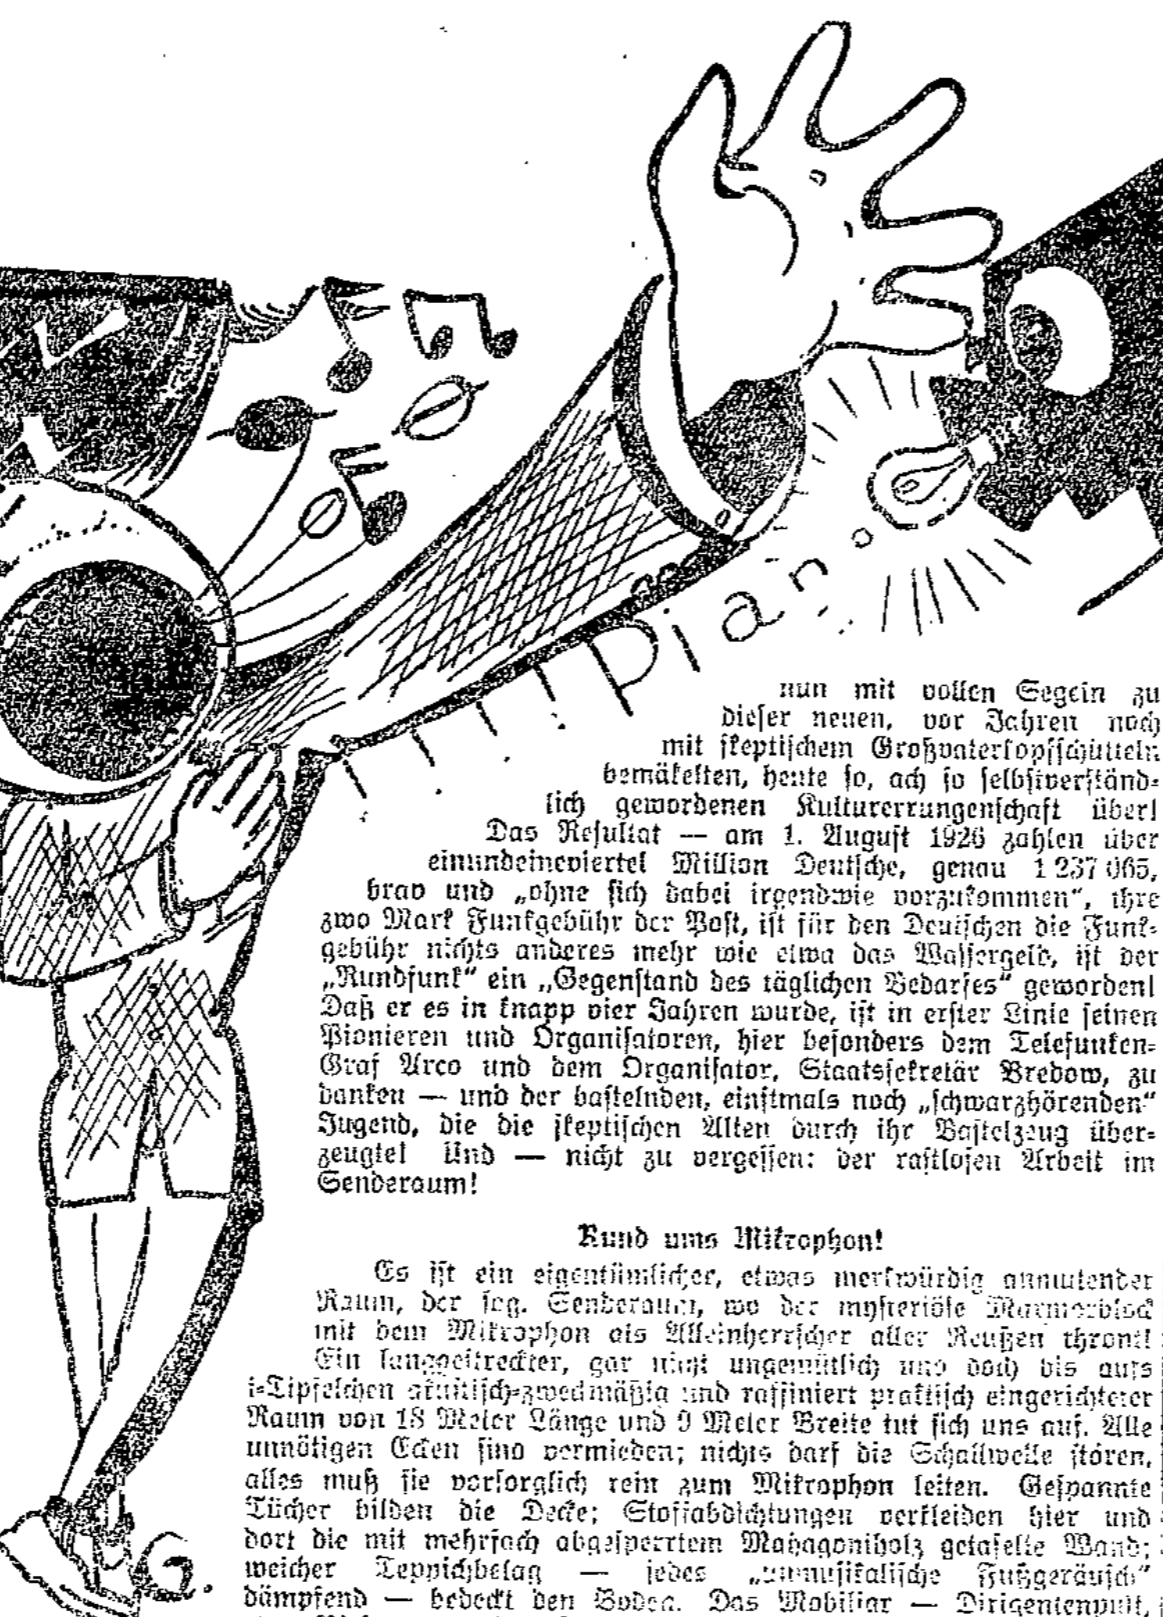 pian
nun mit vollen Segeln zu
dieser neuen, vor Jahren noch
mit skeptischem Großvaterkopfschütteln
bemäkelten, heute so, ach so selbstverständ-
lich gewordenen Kulturerrungenschaft über!
Das Resultat — am 1. August 1926 zahlen über
einundeineviertel Million Deutsche, genau 1 237 065,
brav und „ohne sich dabei irgendwie vorzukommen“, ihre
zwo Mark Funkgebühr der Post, ist für den Deutschen die Funk-
gebühr nichts anderes mehr wie etwa das Wassergeld, ist der
„Rundfunk“ ein „Gegenstand des täglichen Bedarfes“ geworden!
Daß er es in knapp vier Jahren wurde, ist in erster Linie seinen
Pionieren und Organisatoren, hier besonders dem Telefunken-
Graf Arco und dem Organisator, Staatssekretär Bredow, zu
danken — und der bastelnden, einstmals noch „schwarzhörenden“
Jugend, die die skeptischen Alten durch ihr Bastelzeug über-
zeugte! Und — nicht zu vergessen: der rastlosen Arbeit im
Senderaum!
Rund ums Mikrophon!
Es ist ein eigentümlicher, etwas merkwürdig anmutender
Raum, der sog. Senderaum, wo der mysteriöse Marmorblock
mit dem Mikrophon als Alleinherrscher aller Reußen thront!
Ein langgestreckter, gar nicht ungemütlich und doch bis aufs
i-Tipfelchen akustisch-zweckmäßig und raffiniert praktisch eingerichteter
Raum von 18 Meter Länge und 9 Meter Breite tut sich uns auf. Alle
unnötigen Ecken sind vermieden; nichts darf die Schallwelle stören,
alles muß sie vorsorglich rein zum Mikrophon leiten. Gespannte
Tücher bilden die Decke; Stoffabdichtungen verkleiden hier und
dort die mit mehrfach abgesperrtem Mahagoniholz getafelte Wand;
weicher Teppichbelag — jedes „unmusikalische Fußgeräusch“
dämpfend — bedeckt den Boden. Das Mobiliar — Dirigentenpult,
G.